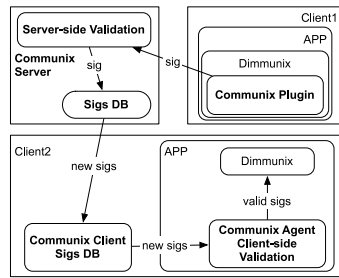 Server-side Validation
Communix
Server
sig
Sigs DB
sig
Client1
APP
Dimmunix
Communix Plugin
new sigs
Client2
Communix Client
Sigs DB
new sigs
APP
Dimmunix
valid sigs
Communix Agent
Client-side
Validation